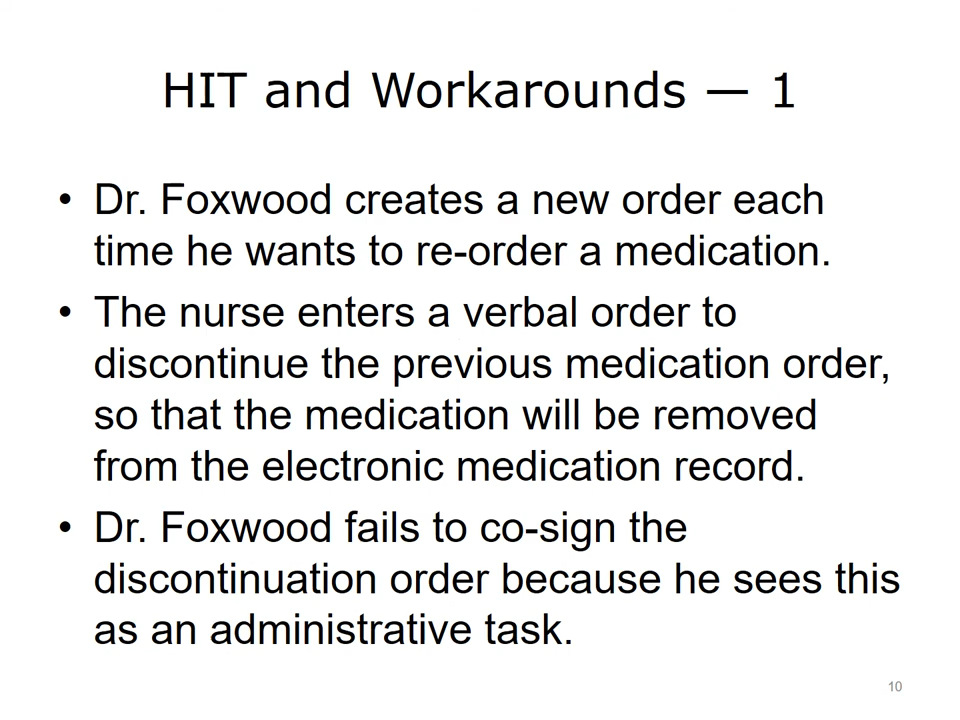 HIT and Workarounds — 1
• Dr. Foxwood creates a new order each
time he wants to re-order a medication.
• The nurse enters a verbal order to
discontinue the previous medication order,
so that the medication will be removed
from the electronic medication record.
• Dr. Foxwood fails to co-sign the
discontinuation order because he sees this
as an administrative task.
10